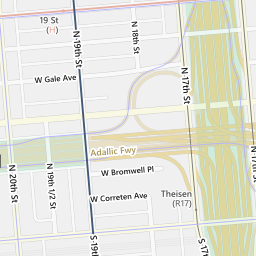 19 St
(H)
N 19th St
N 18th St
N 17th St
W Gale Ave
Adallic Fwy
N 17th
W Bromwell Pl
N 20th St
N 19th 1/2 St
W Correten Ave
Theisen
(R17)
S 19th
S 17th